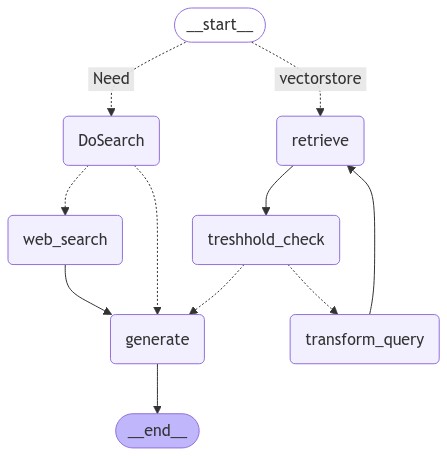 __start__
Need
vectorstore
DoSearch
retrieve
web_search
treshhold_check
generate
transform_query
__end__